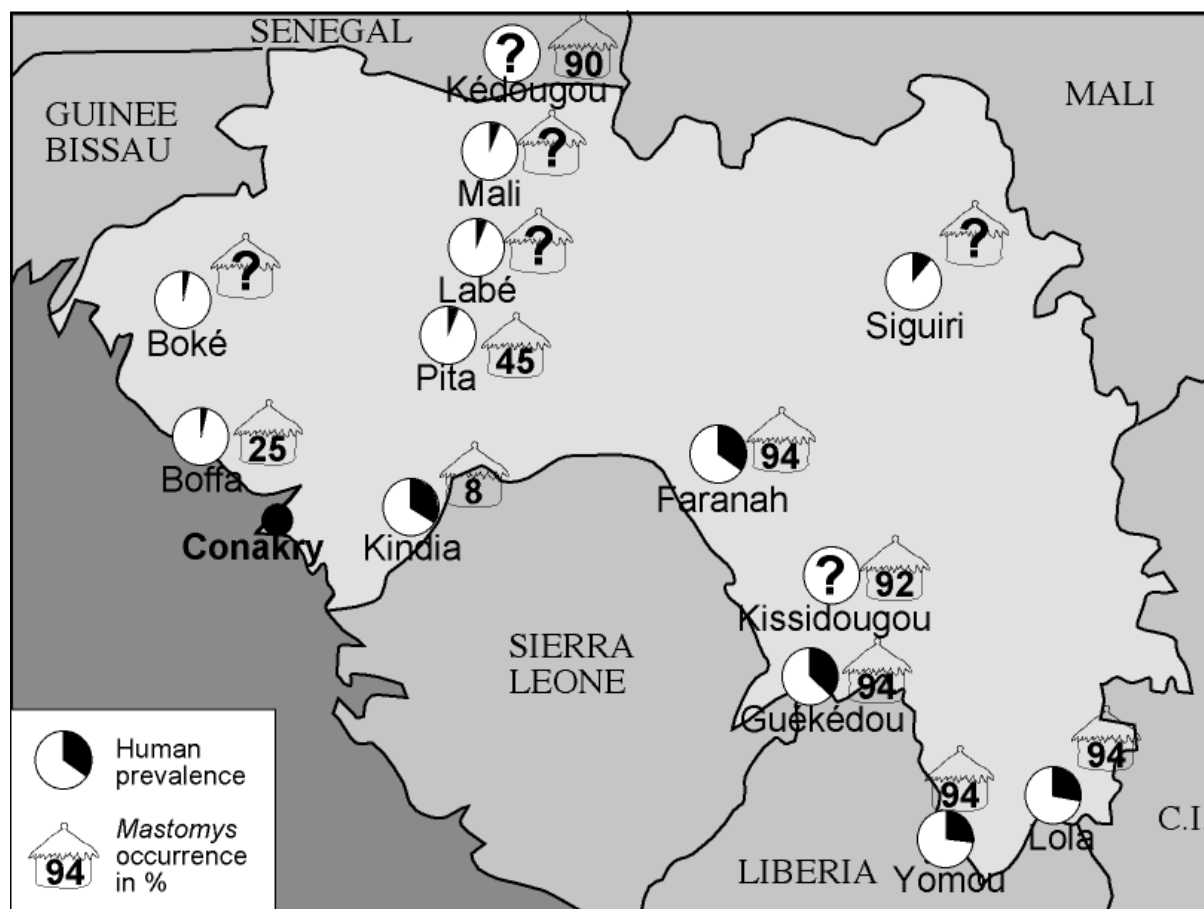 SENEGAL
?
90
Kédougou
MALI
GUINEE
BISSAU
?
Mali
?
Labé
?
Boké
?
Siguiri
45
Pita
25
Boffa
94
Faranah
8
Kindia
Conakry
?
92
Kissidougou
SIERRA
LEONE
94
Guékédou
94
Lola
94
Yomou
C.I
LIBERIA
Human
prevalence
Mastomys
occurrence
in %
94